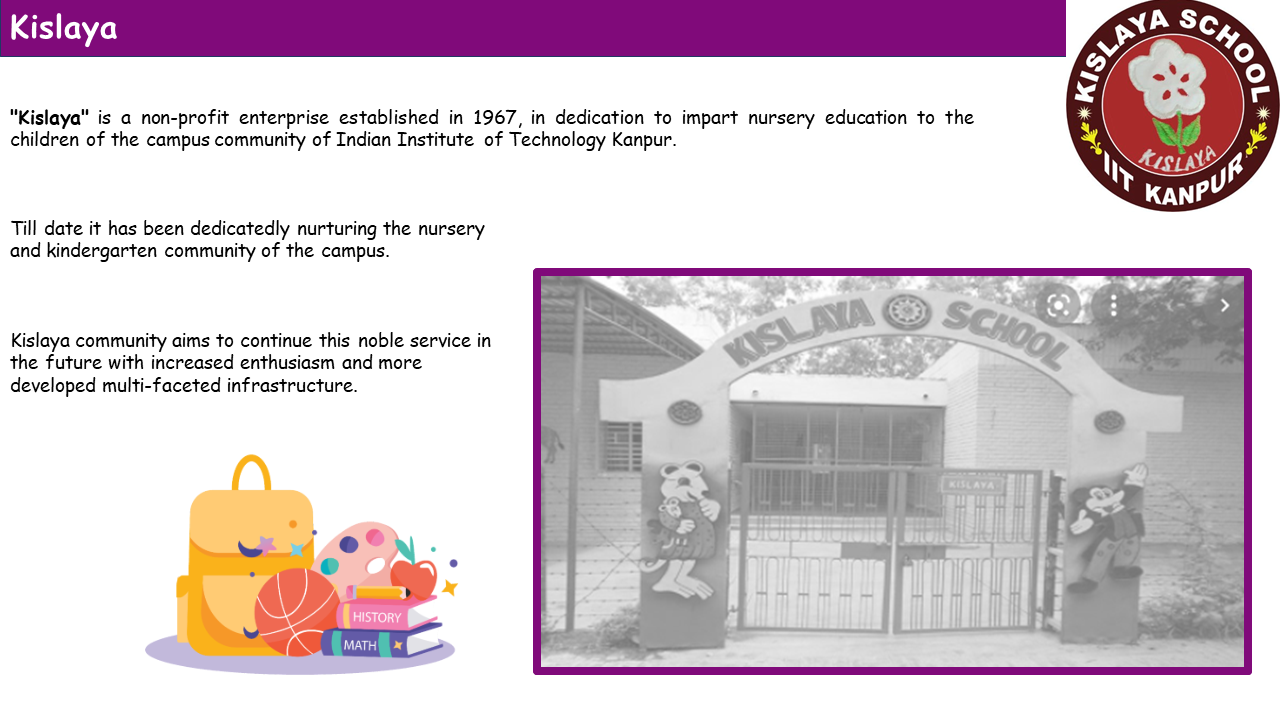 Kislaya
KISLAYA SCHOOL
KISLAYA
IIT KANPUR
"Kislaya" is a non-profit enterprise established in 1967, in dedication to impart nursery education to the
children of the campus community of Indian Institute of Technology Kanpur.
Till date it has been dedicatedly nurturing the nursery
and kindergarten community of the campus.
Kislaya community aims to continue this noble service in
the future with increased enthusiasm and more
developed multi-faceted infrastructure.
KISLAYA SCHOOL
KISLAYA
HISTORY
MATH